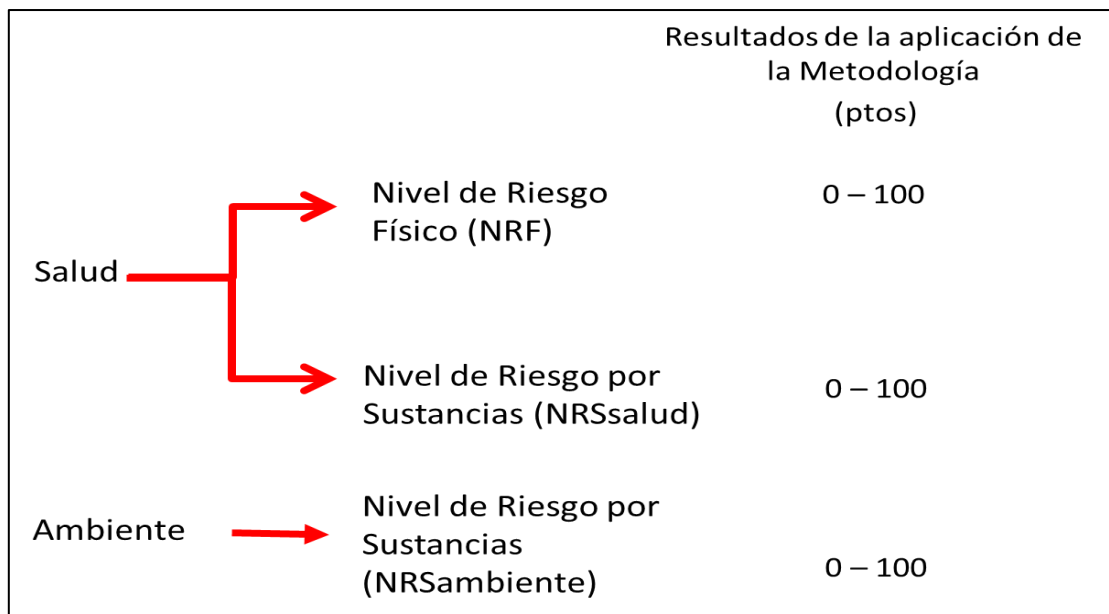 Resultados de la aplicación de
la Metodología
(ptos)
Nivel de Riesgo
Físico (NRF)
0 – 100
Salud
Nivel de Riesgo por
Sustancias (NRSsalud)
0 – 100
Ambiente
Nivel de Riesgo por
Sustancias
(NRSambiente)
0 – 100